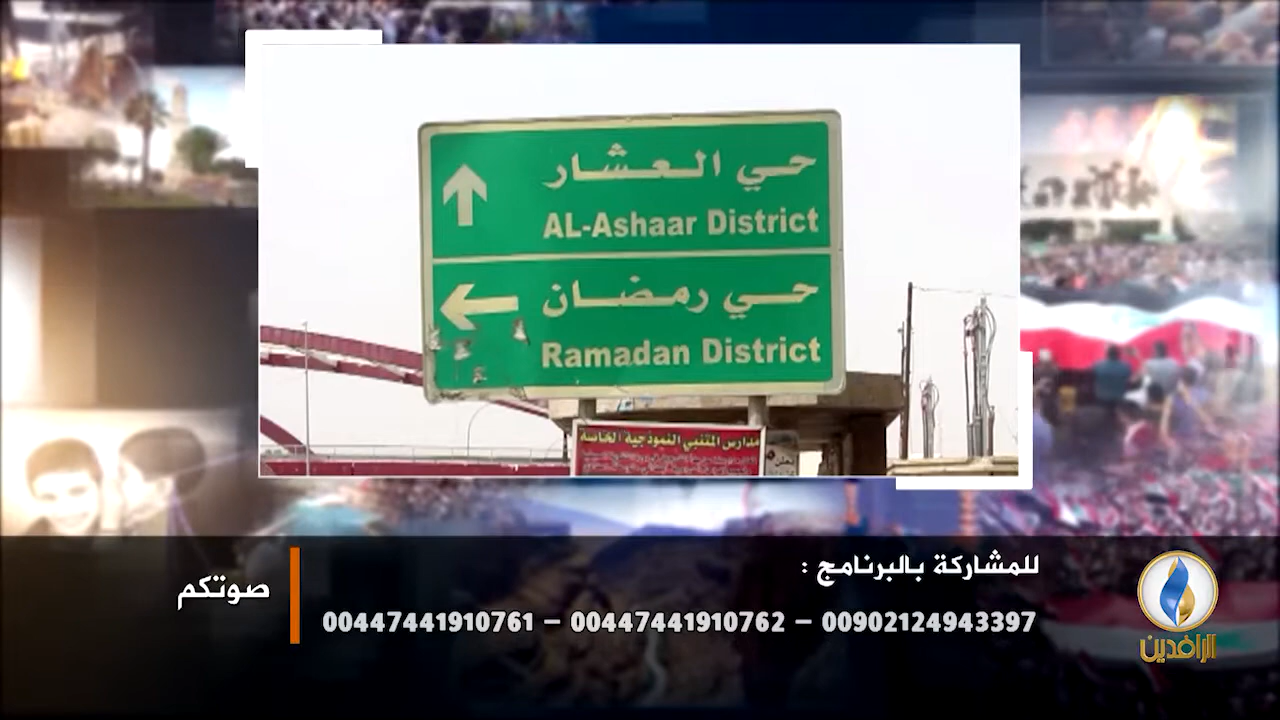 حي العشار
AL-Ashaar District
حي رمضان
Ramadan District
مدارس المتنبي النموذجية الخاصة
للمشاركة بالبرنامج :
صوتكم
00447441910761 – 00447441910762 – 00902124943397
الرافدين